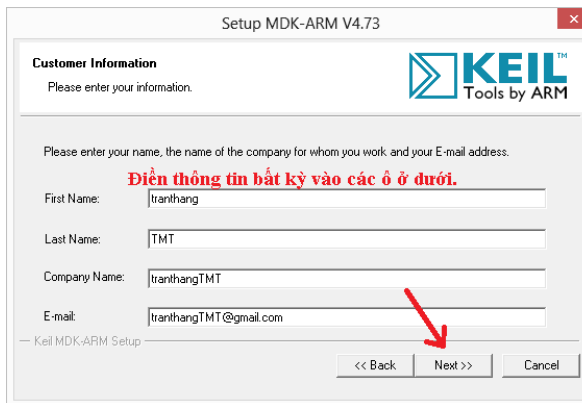 Setup MDK-ARM V4.73
Customer Information
Please enter your information.
KEIL™
Tools by ARM
Please enter your name, the name of the company for whom you work and your E-mail address.
Điền thông tin bất kỳ vào các ô ở dưới.
First Name: tranthang
Last Name: TMT
Company Name: tranthangTMT
E-mail: tranthangTMT@gmail.com
Keil MDK-ARM Setup
<< Back Next >> Cancel